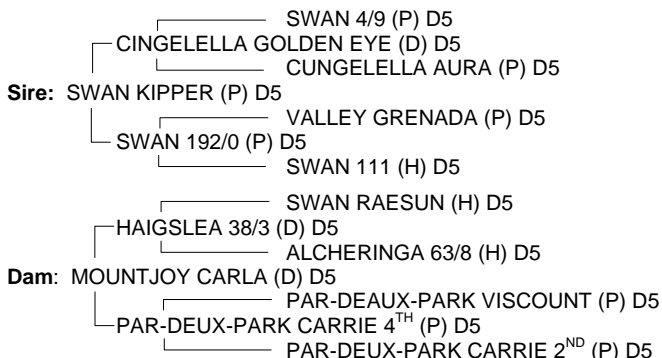 SWAN 4/9 (P) D5
CINGELELLA GOLDEN EYE (D) D5
CUNGELELLA AURA (P) D5
Sire: SWAN KIPPER (P) D5
VALLEY GRENADA (P) D5
SWAN 192/0 (P) D5
SWAN 111 (H) D5
SWAN RAESUN (H) D5
HAIGSLEA 38/3 (D) D5
ALCHERINGA 63/8 (H) D5
Dam: MOUNTJOY CARLA (D) D5
PAR-DEAUX-PARK VISCOUNT (P) D5
PAR-DEUX-PARK CARRIE 4TH (P) D5
PAR-DEAUX-PARK CARRIE 2ND (P) D5